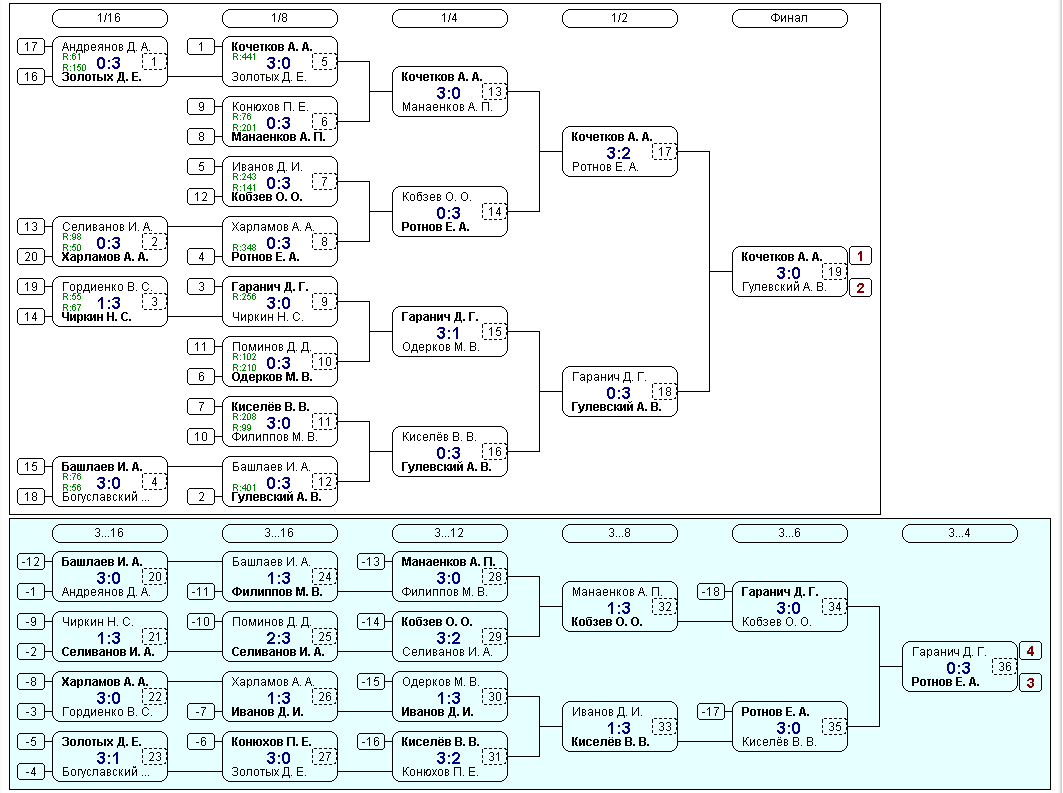 1/16 1/8 1/4 1/2 Финал
17 Андреянов Д. А.
R:61
R:150 0:3 1
16 Золотых Д. Е.
1 Кочетков А. А.
R:441 3:0 5
Золотых Д. Е.
9 Конюхов П. Е.
R:76
R:201 0:3 6
8 Манаенков А. П.
5 Иванов Д. И.
R:243
R:141 0:3 7
12 Кобзев О. О.
13 Селиванов И. А.
R:98
R:50 0:3 2
20 Харламов А. А.
Харламов А. А.
R:348 0:3 8
4 Ротнов Е. А.
19 Гордиенко В. С.
R:55
R:67 1:3 3
14 Чиркин Н. С.
3 Гаранич Д. Г.
R:256 3:0 9
Чиркин Н. С.
11 Поминов Д. Д.
R:102
R:210 0:3 10
6 Одерков М. В.
7 Киселёв В. В.
R:208
R:99 3:0 11
10 Филиппов М. В.
15 Башлаев И. А.
R:76
R:56 3:0 4
18 Богуславский ...
Башлаев И. А.
R:401 0:3 12
2 Гулевский А. В.
Кочетков А. А.
3:0 13
Манаенков А. П.
Кобзев О. О.
0:3 14
Ротнов Е. А.
Гаранич Д. Г.
3:1 15
Одерков М. В.
Киселёв В. В.
0:3 16
Гулевский А. В.
Кочетков А. А.
3:2 17
Ротнов Е. А.
Гаранич Д. Г.
0:3 18
Гулевский А. В.
Кочетков А. А. 1
3:0 19
Гулевский А. В. 2
3...16 3...16 3...12 3...8 3...6 3...4
-12 Башлаев И. А.
3:0 20
-1 Андреянов Д. А.
-9 Чиркин Н. С.
1:3 21
-2 Селиванов И. А.
-8 Харламов А. А.
3:0 22
-3 Гордиенко В. С.
-5 Золотых Д. Е.
3:1 23
-4 Богуславский ...
Башлаев И. А.
1:3 24
-11 Филиппов М. В.
-10 Поминов Д. Д.
2:3 25
Селиванов И. А.
Харламов А. А.
1:3 26
-7 Иванов Д. И.
-6 Конюхов П. Е.
3:0 27
Золотых Д. Е.
-13 Манаенков А. П.
3:0 28
Филиппов М. В.
-14 Кобзев О. О.
3:2 29
Селиванов И. А.
-15 Одерков М. В.
1:3 30
Иванов Д. И.
-16 Киселёв В. В.
3:2 31
Конюхов П. Е.
Манаенков А. П.
1:3 32
Кобзев О. О.
Иванов Д. И.
1:3 33
Киселёв В. В.
-18 Гаранич Д. Г.
3:0 34
Кобзев О. О.
-17 Ротнов Е. А.
3:0 35
Киселёв В. В.
Гаранич Д. Г. 4
0:3 36
Ротнов Е. А. 3